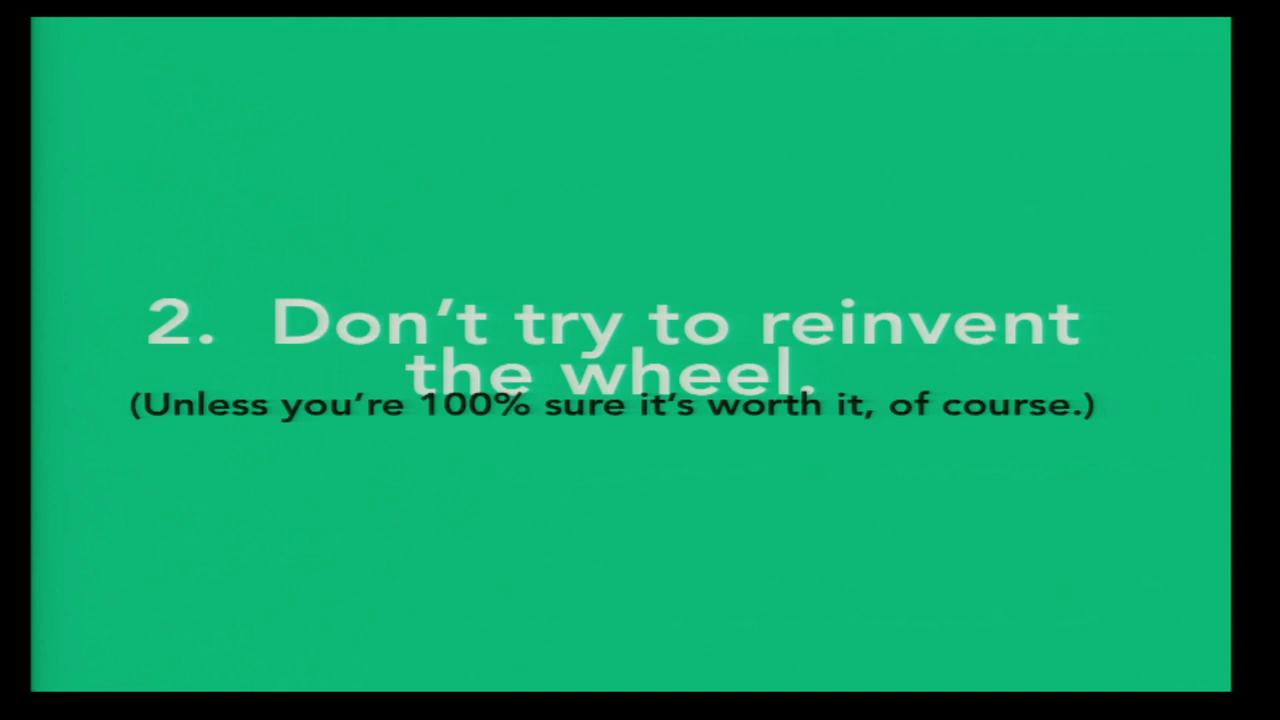 2. Don’t try to reinvent
the wheel.
(Unless you’re 100% sure it’s worth it, of course.)